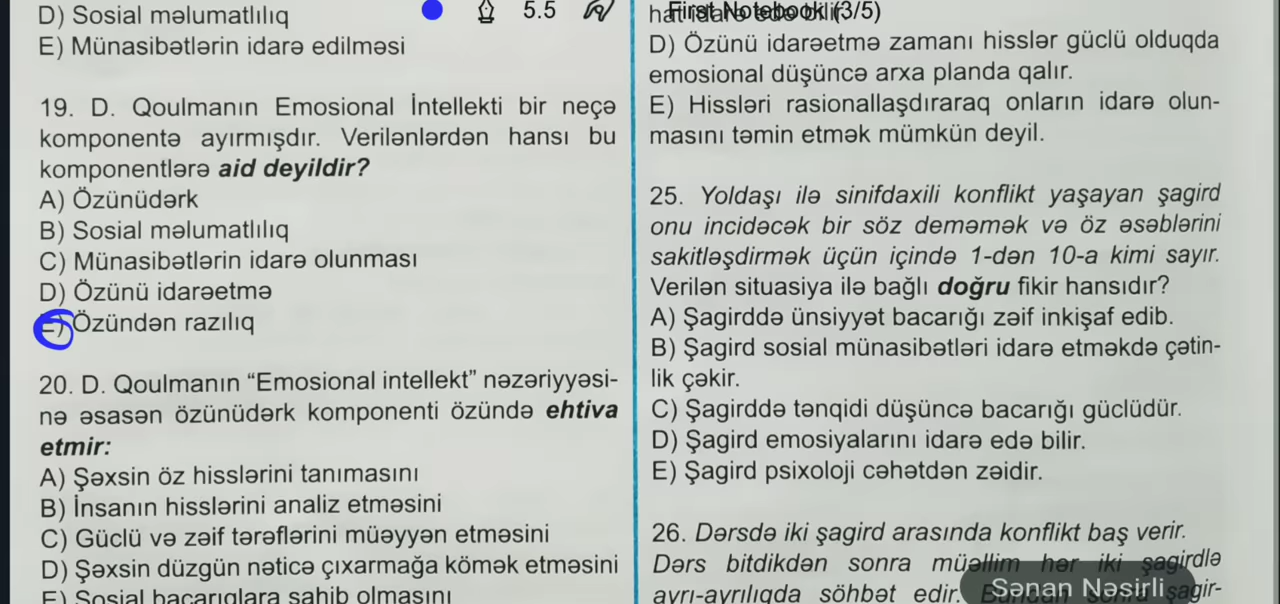 D) Sosial məlumatlılıq
E) Münasibətlərin idarə edilməsi
19. D. Qoulmanın Emosional İntellekti bir neçə
komponentə ayırmışdır. Verilənlərdən hansı bu
komponentlərə aid deyildir?
A) Özünüdərk
B) Sosial məlumatlılıq
C) Münasibətlərin idarə olunması
D) Özünü idarəetmə
E) Özündən razılıq
20. D. Qoulmanın “Emosional intellekt” nəzəriyyəsi-
nə əsasən özünüdərk komponenti özündə ehtiva
etmir:
A) Şəxsin öz hisslərini tanımasını
B) İnsanın hisslərini analiz etməsini
C) Güclü və zəif tərəflərini müəyyən etməsini
D) Şəxsin düzgün nəticə çıxarmağa kömək etməsini
E) Sosial bacarıqlara sahib olmasını
5.5
First Notebook (3/5)
hat idarə edə bilir.
D) Özünü idarəetmə zamanı hisslər güclü olduqda
emosional düşüncə arxa planda qalır.
E) Hissləri rasionallaşdıraraq onların idarə olun-
masını təmin etmək mümkün deyil.
25. Yoldaşı ilə sinifdaxili konflikt yaşayan şagird
onu incidəcək bir söz deməmək və öz əsəblərini
sakitləşdirmək üçün içində 1-dən 10-a kimi sayır.
Verilən situasiya ilə bağlı doğru fikir hansıdır?
A) Şagirddə ünsiyyət bacarığı zəif inkişaf edib.
B) Şagird sosial münasibətləri idarə etməkdə çətin-
lik çəkir.
C) Şagirddə tənqidi düşüncə bacarığı güclüdür.
D) Şagird emosiyalarını idarə edə bilir.
E) Şagird psixoloji cəhətdən zəidir.
26. Dərsdə iki şagird arasında konflikt baş verir.
Dərs bitdikdən sonra müəllim hər iki şagirdlə
ayrı-ayrılıqda söhbət edir. Bundan sonra şagir-
Sənan Nəsirli